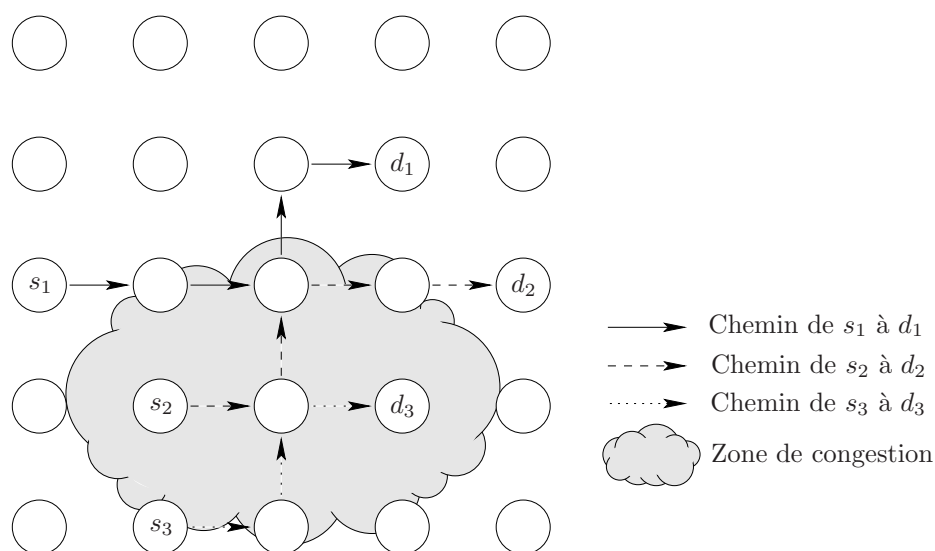 d₁
s₁
d₂
s₂
d₃
s₃
Chemin de s₁ à d₁
Chemin de s₂ à d₂
Chemin de s₃ à d₃
Zone de congestion